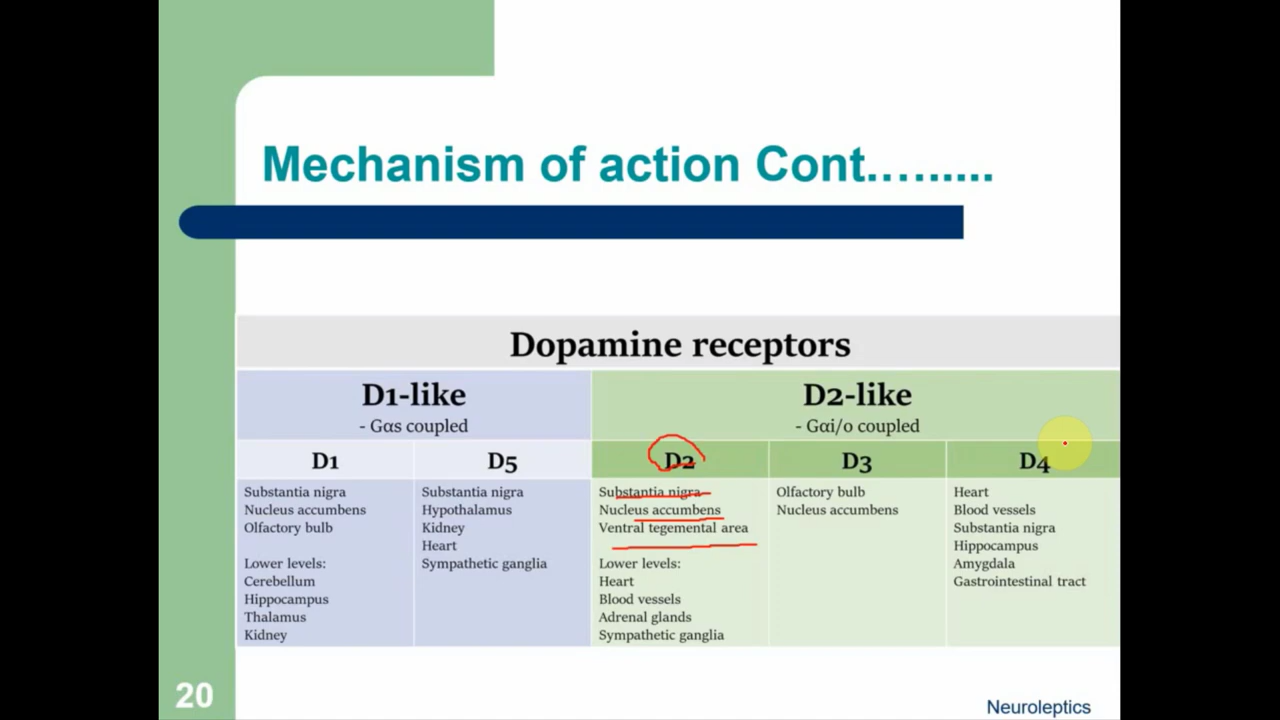 Mechanism of action Cont.…......
Dopamine receptors
D1-like
- Gαs coupled
D2-like
- Gαi/o coupled
D1
D5
D2
D3
D4
Substantia nigra
Nucleus accumbens
Olfactory bulb
Lower levels:
Cerebellum
Hippocampus
Thalamus
Kidney
Substantia nigra
Hypothalamus
Kidney
Heart
Sympathetic ganglia
Substantia nigra
Nucleus accumbens
Ventral tegemental area
Lower levels:
Heart
Blood vessels
Adrenal glands
Sympathetic ganglia
Olfactory bulb
Nucleus accumbens
Heart
Blood vessels
Substantia nigra
Hippocampus
Amygdala
Gastrointestinal tract
20
Neuroleptics